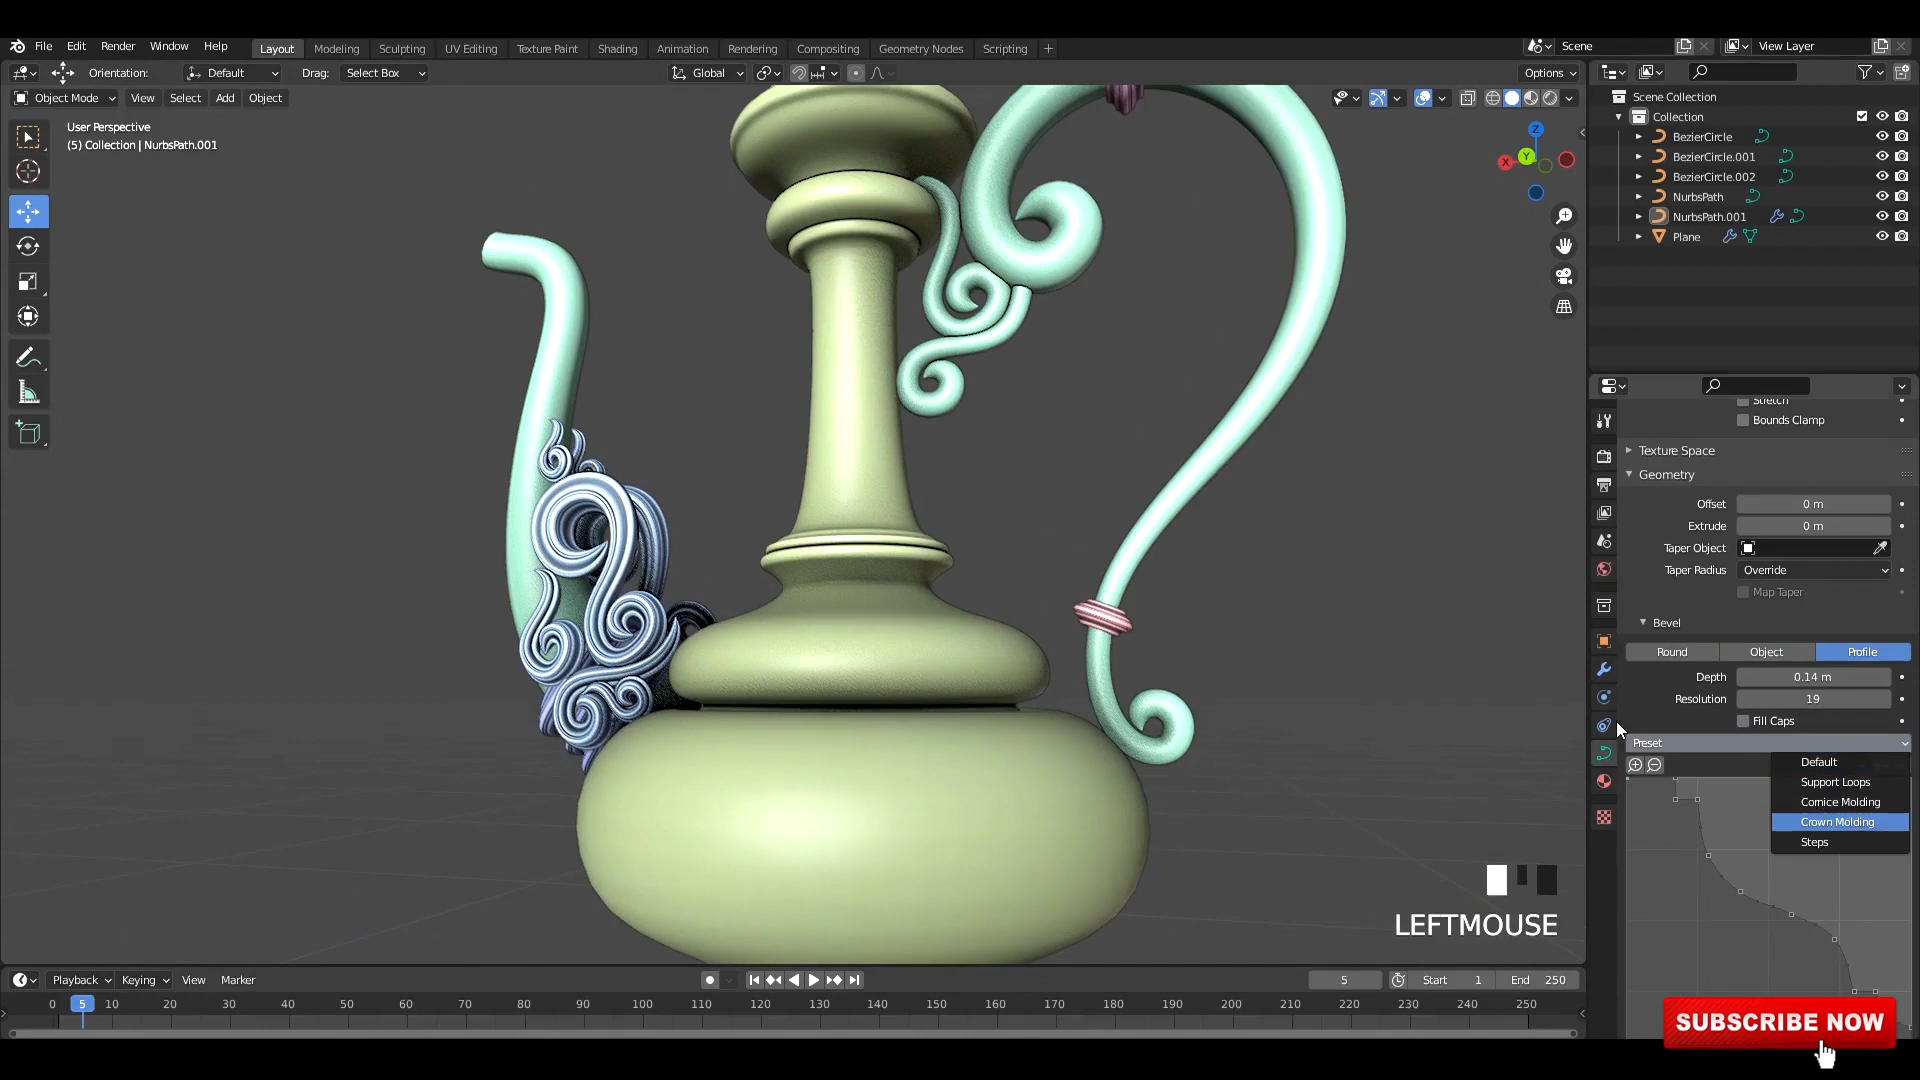 File Edit Render Window Help Layout Modeling Sculpting UV Editing Texture Paint Shading Animation Rendering Compositing Geometry Nodes Scripting + Scene View Layer
Orientation: Default Drag: Select Box Global Options
Object Mode View Select Add Object
User Perspective
(5) Collection | NurbsPath.001
Z
X Y
Scene Collection
Collection
BezierCircle
BezierCircle.001
BezierCircle.002
NurbsPath
NurbsPath.001
Plane
Stretch
Bounds Clamp
Texture Space
Geometry
Offset 0 m
Extrude 0 m
Taper Object
Taper Radius Override
Map Taper
Bevel
Round Object Profile
Depth 0.14 m
Resolution 19
Fill Caps
Preset
Default
Support Loops
Cornice Molding
Crown Molding
Steps
LEFTMOUSE
Playback Keying View Marker 5 Start 1 End 250
0 5 10 20 30 40 50 60 70 80 90 100 110 120 130 140 150 160 170 180 190 200 210 220 230 240 250
SUBSCRIBE NOW